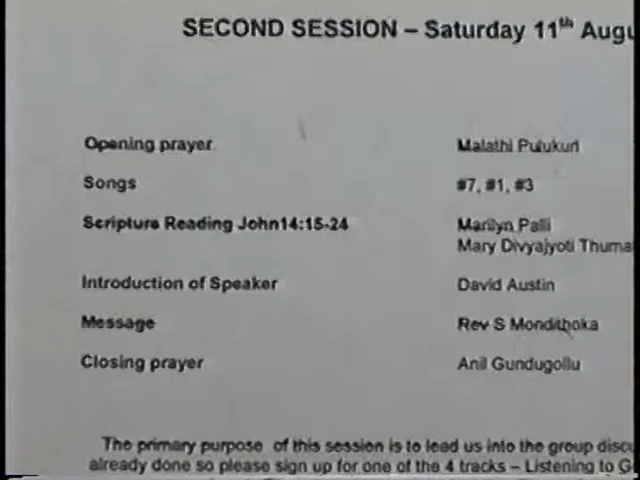 SECOND SESSION – Saturday 11th Augu
Opening prayer Malathi Pulukuri
Songs #7, #1, #3
Scripture Reading John14:15-24 Marilyn Palli
Mary Divyajyoti Thuma
Introduction of Speaker David Austin
Message Rev S Mondithoka
Closing prayer Anil Gundugollu
The primary purpose of this session is to lead us into the group discu
already done so please sign up for one of the 4 tracks – Listening to G